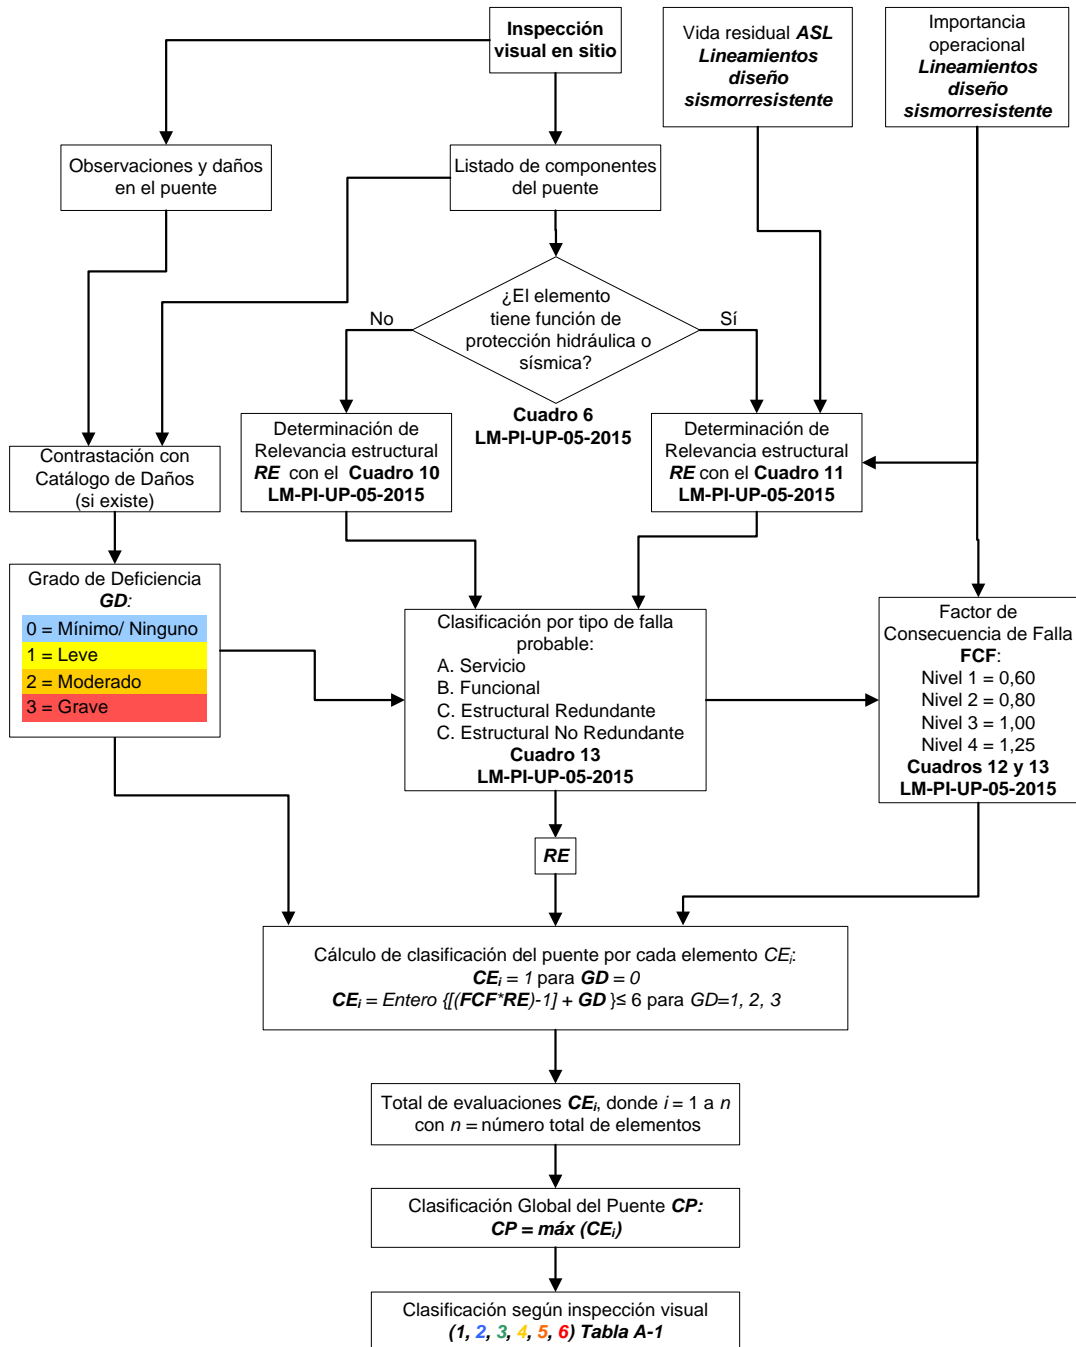 Inspección
visual en sitio
Vida residual ASL
Lineamientos
diseño
sismorresistente
Importancia
operacional
Lineamientos
diseño
sismorresistente
Observaciones y daños
en el puente
Listado de componentes
del puente
¿El elemento
tiene función de
protección hidráulica o
sísmica?
No
Sí
Cuadro 6
LM-PI-UP-05-2015
Contrastación con
Catálogo de Daños
(si existe)
Determinación de
Relevancia estructural
RE con el Cuadro 10
LM-PI-UP-05-2015
Determinación de
Relevancia estructural
RE con el Cuadro 11
LM-PI-UP-05-2015
Grado de Deficiencia
GD:
0 = Mínimo/ Ninguno
1 = Leve
2 = Moderado
3 = Grave
Clasificación por tipo de falla
probable:
A. Servicio
B. Funcional
C. Estructural Redundante
C. Estructural No Redundante
Cuadro 13
LM-PI-UP-05-2015
Factor de
Consecuencia de Falla
FCF:
Nivel 1 = 0,60
Nivel 2 = 0,80
Nivel 3 = 1,00
Nivel 4 = 1,25
Cuadros 12 y 13
LM-PI-UP-05-2015
RE
Cálculo de clasificación del puente por cada elemento CEi:
CEi = 1 para GD = 0
CEi = Entero {[(FCF*RE)-1] + GD }≤ 6 para GD=1, 2, 3
Total de evaluaciones CEi, donde i = 1 a n
con n = número total de elementos
Clasificación Global del Puente CP:
CP = máx (CEi)
Clasificación según inspección visual
(1, 2, 3, 4, 5, 6) Tabla A-1